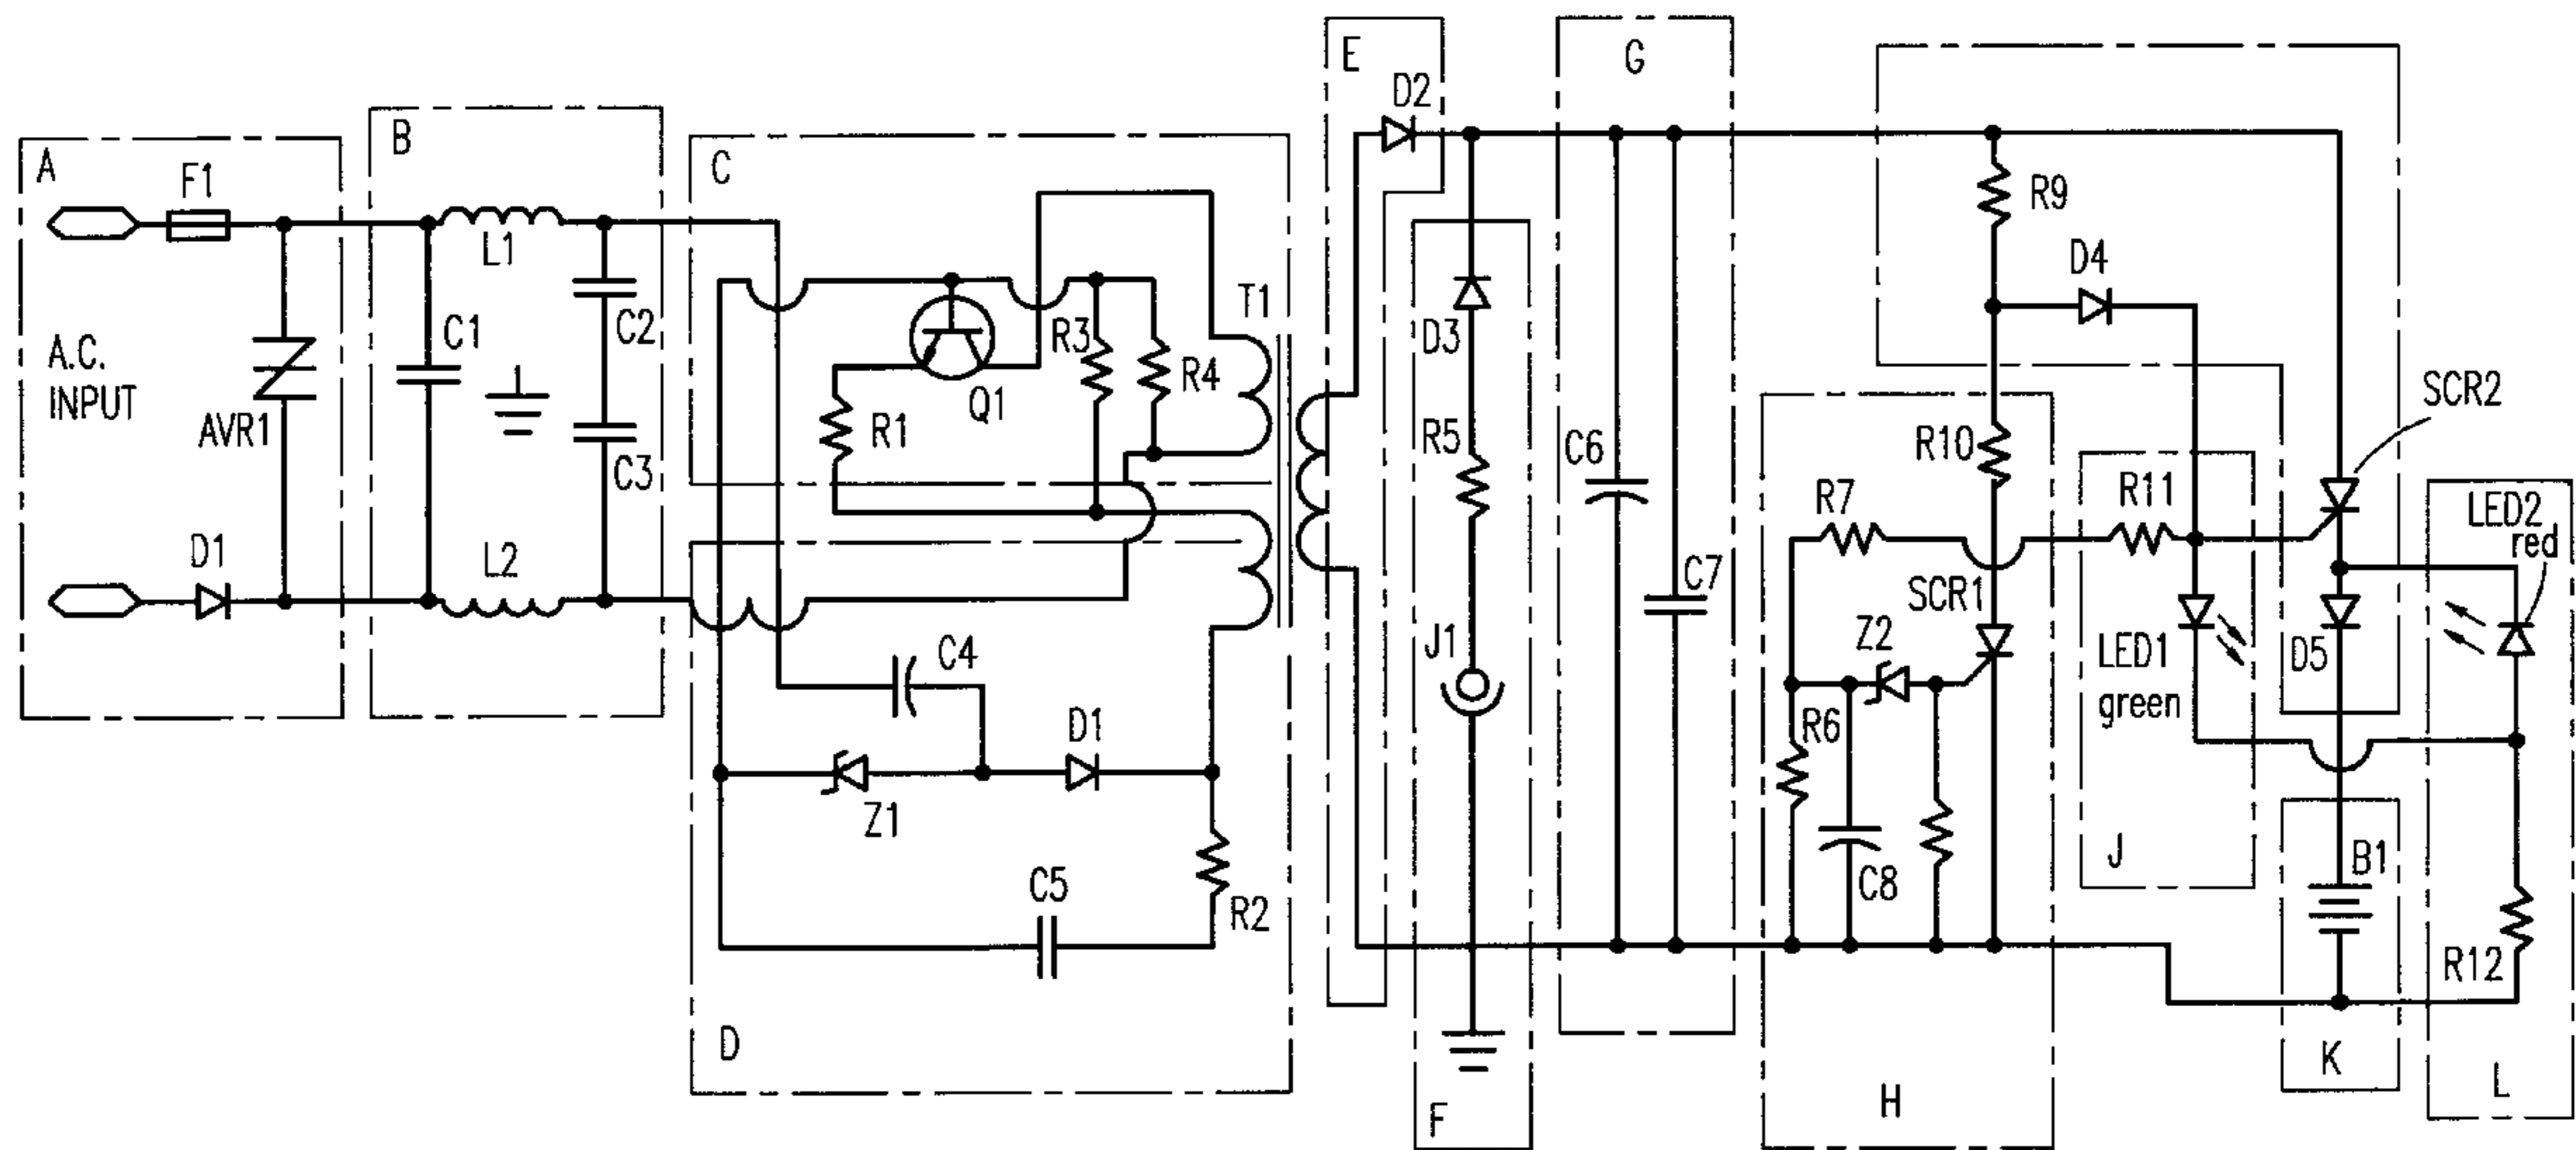 A
F1
A.C.
INPUT
AVR1
D1
B
L1
C1
C2
C3
L2
C
T1
R3
R4
Q1
R1
C4
D1
Z1
C5
R2
D
E
D2
D3
R5
J1
F
G
C6
C7
R9
D4
R10
R7
R11
SCR2
SCR1
Z2
R6
C8
H
LED1
green
J
D5
LED2
red
B1
K
R12
L